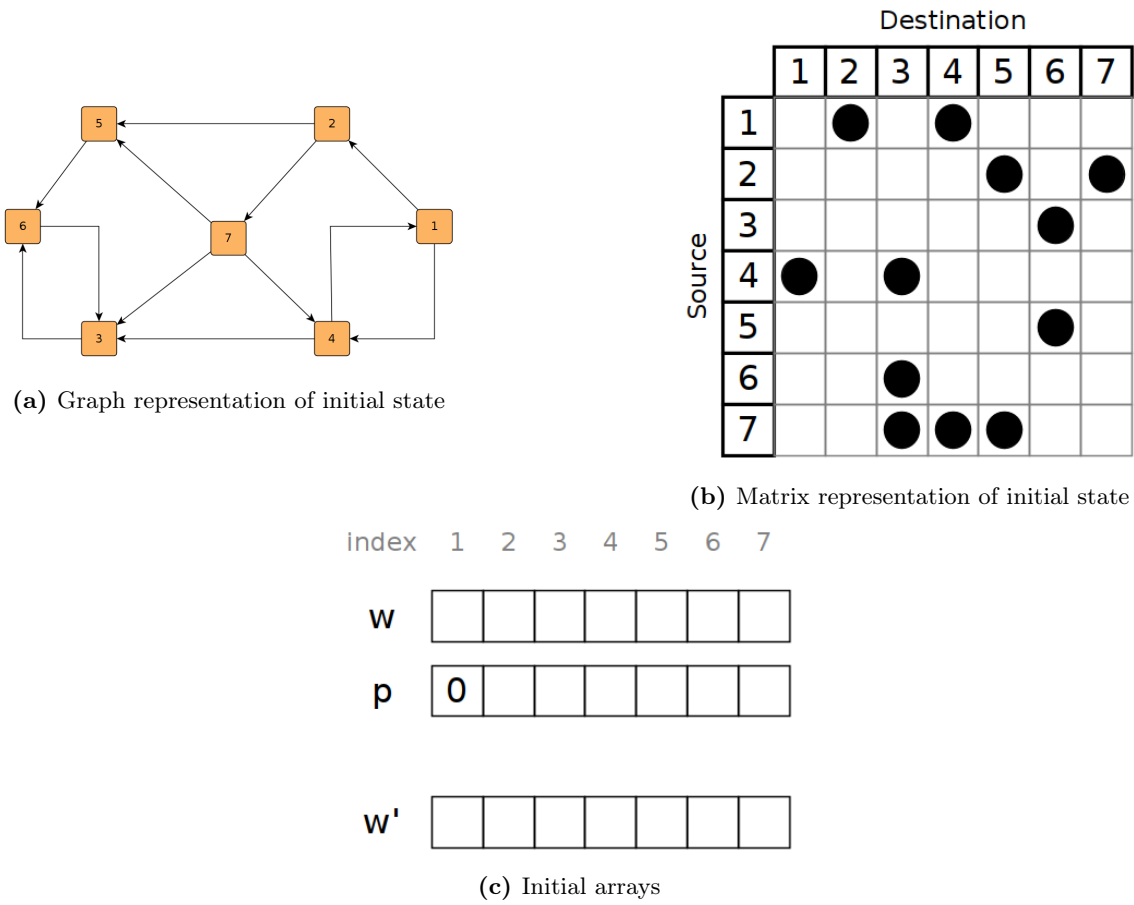 Destination
1 2 3 4 5 6 7
5 2
6 7 1
3 4
(a) Graph representation of initial state
Source
1
2
3
4
5
6
7
(b) Matrix representation of initial state
index 1 2 3 4 5 6 7
w
p 0
w'
(c) Initial arrays